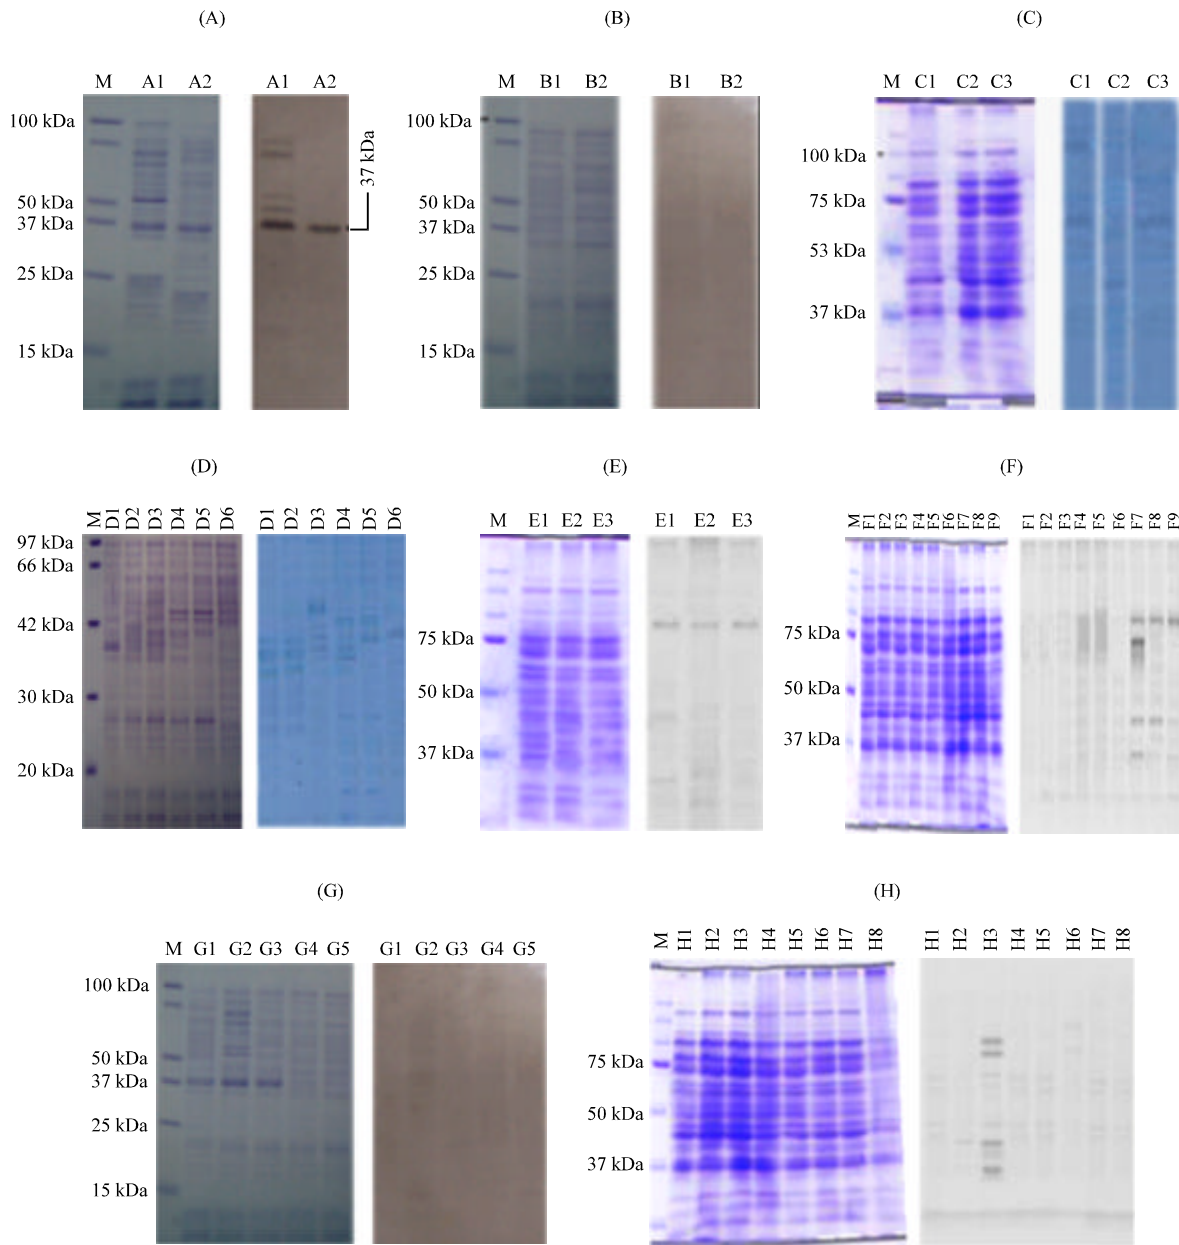 (A)
(B)
(C)
M A1 A2 A1 A2
M B1 B2 B1 B2
M C1 C2 C3 C1 C2 C3
100 kDa
50 kDa
37 kDa
25 kDa
15 kDa
37 kDa
100 kDa
50 kDa
37 kDa
25 kDa
15 kDa
100 kDa
75 kDa
53 kDa
37 kDa
(D)
(E)
(F)
M D1 D2 D3 D4 D5 D6 D1 D2 D3 D4 D5 D6
M E1 E2 E3 E1 E2 E3
M F1 F2 F3 F4 F5 F6 F7 F8 F9 F1 F2 F3 F4 F5 F6 F7 F8 F9
97 kDa
66 kDa
42 kDa
30 kDa
20 kDa
75 kDa
50 kDa
37 kDa
75 kDa
50 kDa
37 kDa
(G)
(H)
M G1 G2 G3 G4 G5 G1 G2 G3 G4 G5
M H1 H2 H3 H4 H5 H6 H7 H8 H1 H2 H3 H4 H5 H6 H7 H8
100 kDa
50 kDa
37 kDa
25 kDa
15 kDa
75 kDa
50 kDa
37 kDa